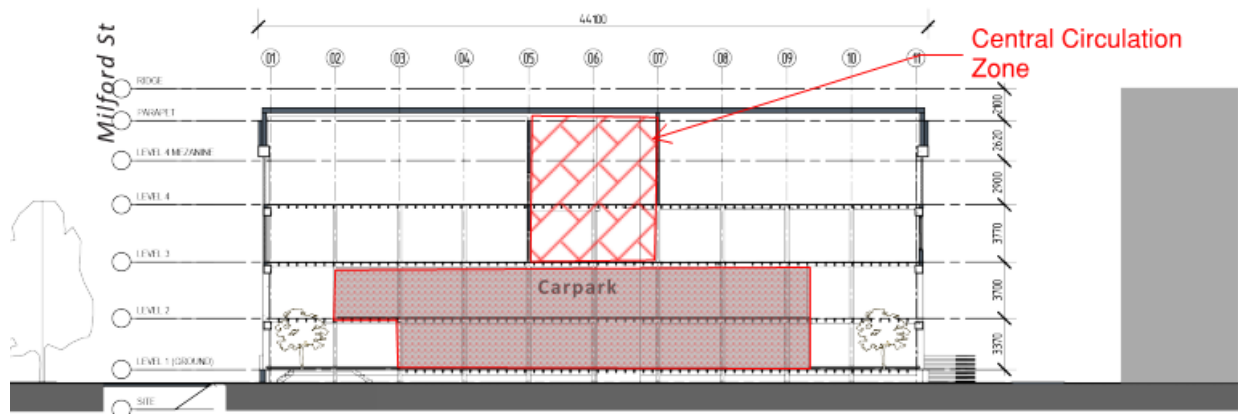 44100
Milford St
01 02 03 04 05 06 07 08 09 10 11
Central Circulation
Zone
RIDGE
2100
PARAPET
2620
LEVEL 4 MEZANINE
2900
LEVEL 4
3770
LEVEL 3
3700
Carpark
LEVEL 2
3370
LEVEL 1 (GROUND)
SITE